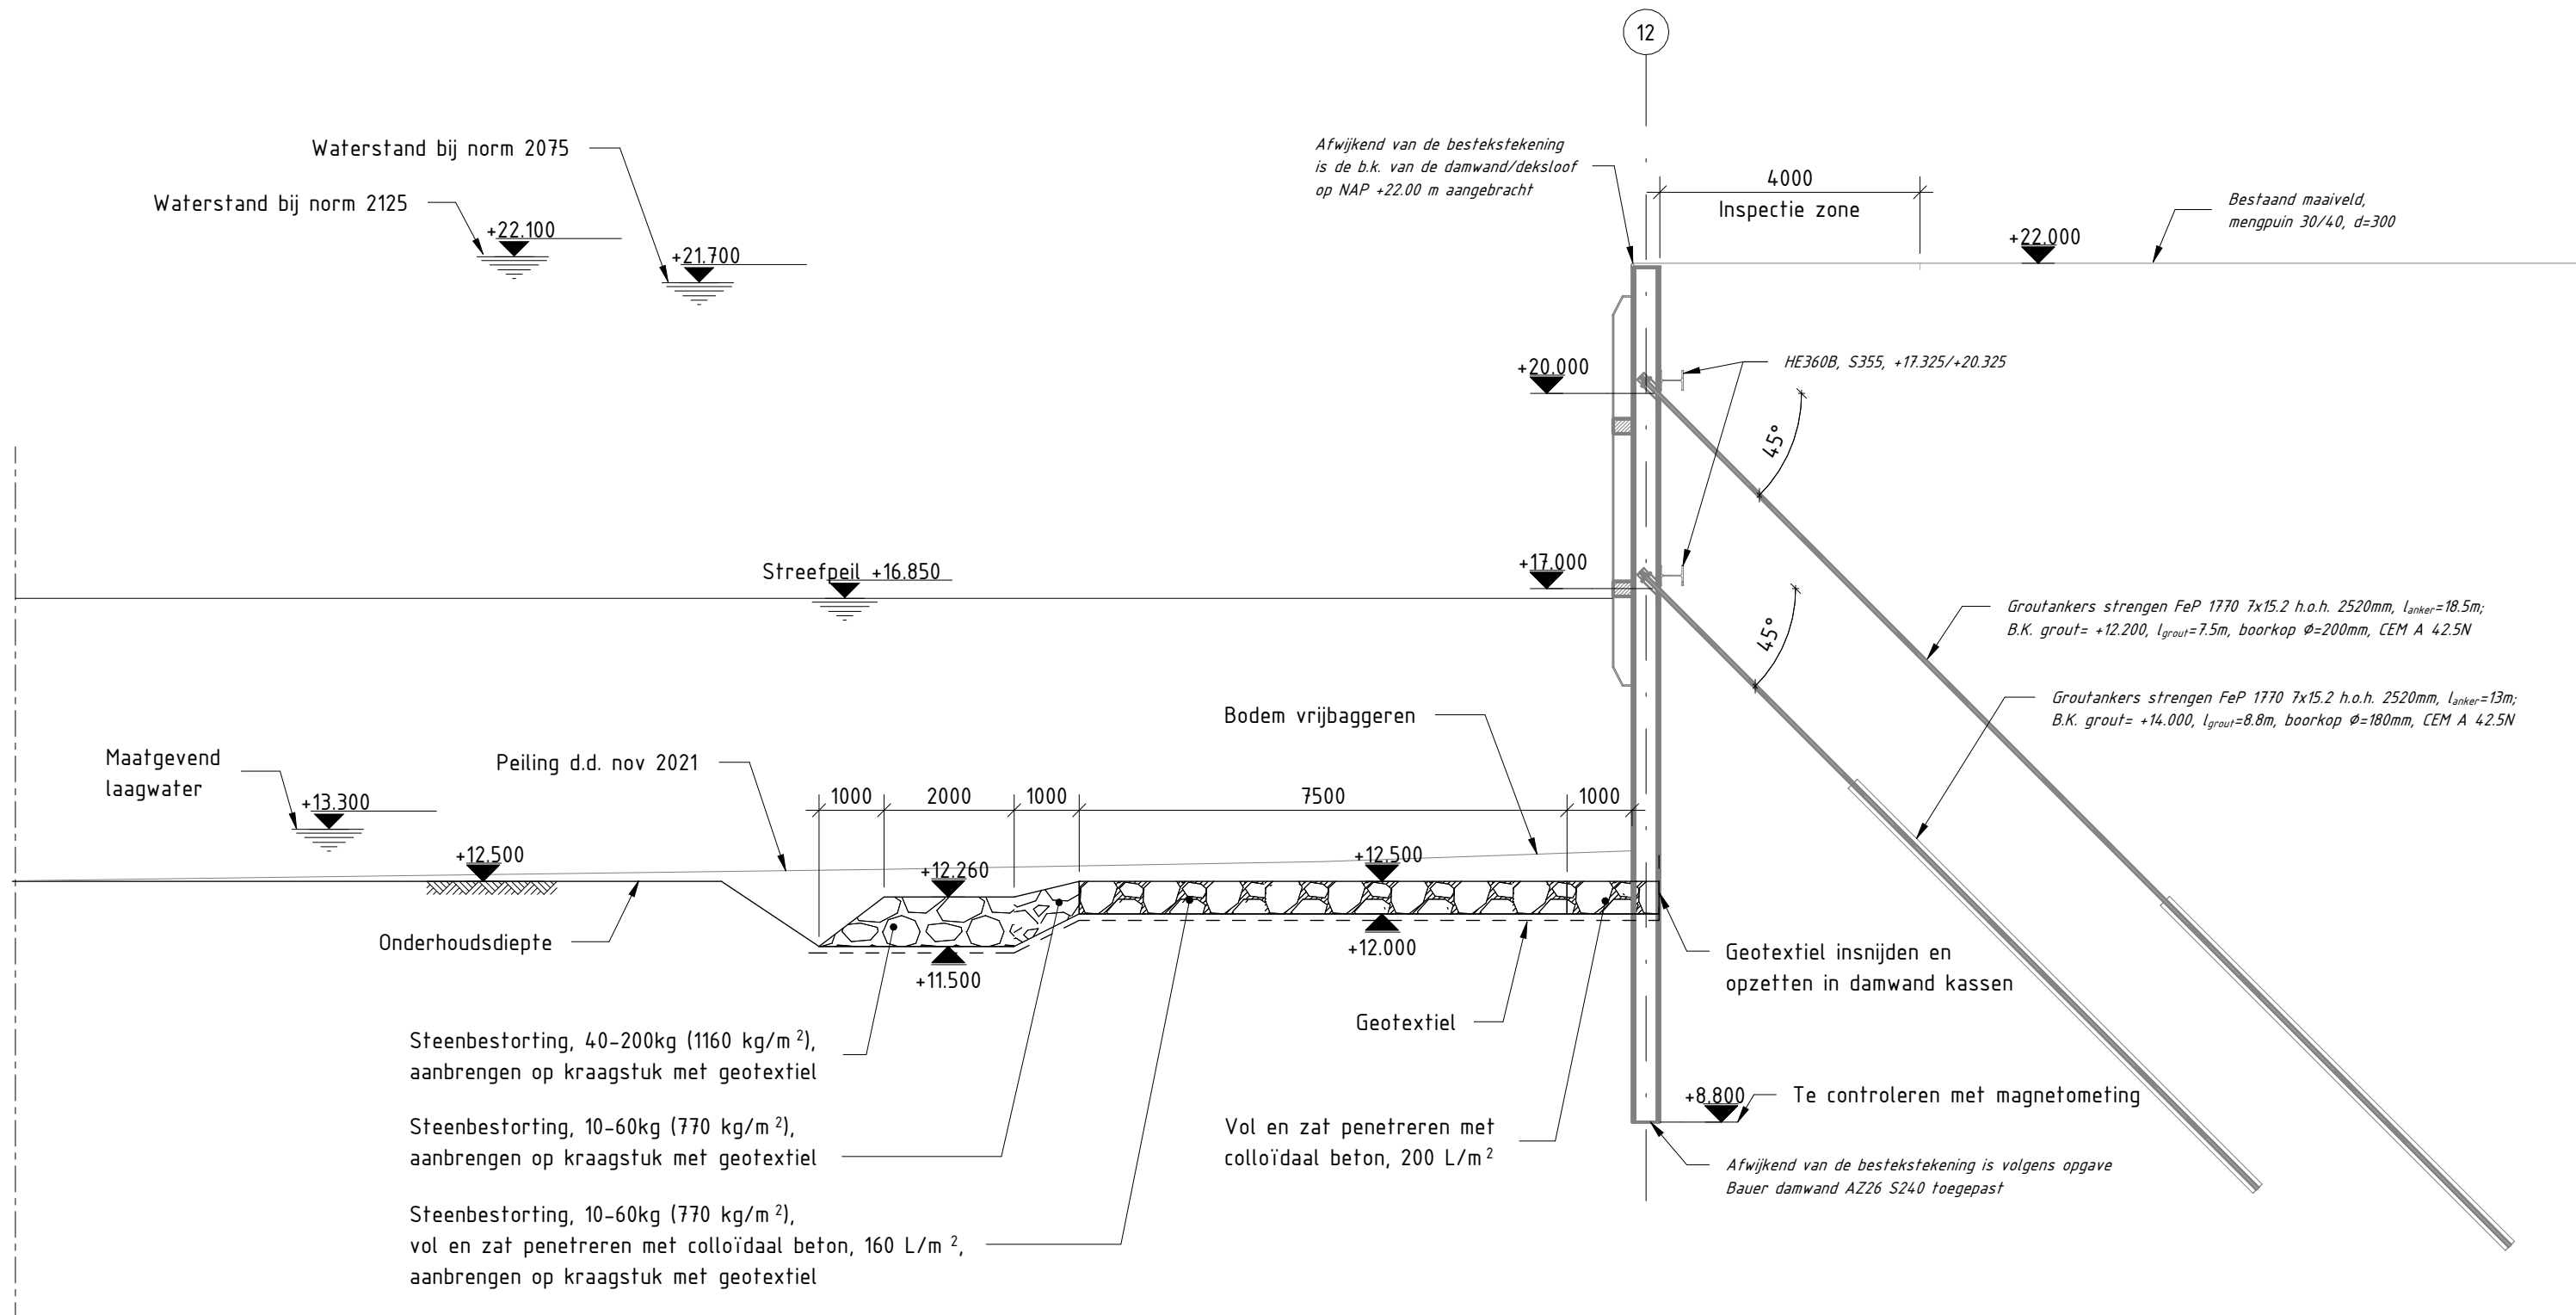 12
Afwijkend van de bestekstekening
is de b.k. van de damwand/deksloof
op NAP +22.00 m aangebracht
Waterstand bij norm 2075
Waterstand bij norm 2125
+22.100
+21.700
4000
Inspectie zone
Bestaand maaiveld,
mengpuin 30/40, d=300
+22.000
+20.000
HE360B, S355, +17.325/+20.325
45°
+17.000
Streefpeil +16.850
45°
Groutankers strengen FeP 1770 7x15.2 h.o.h. 2520mm, lanker=18.5m;
B.K. grout= +12.200, lgrout=7.5m, boorkop Ø=200mm, CEM A 42.5N
Groutankers strengen FeP 1770 7x15.2 h.o.h. 2520mm, lanker=13m;
B.K. grout= +14.000, lgrout=8.8m, boorkop Ø=180mm, CEM A 42.5N
Bodem vrijbaggeren
Maatgevend
laagwater
Peiling d.d. nov 2021
+13.300
1000
2000
1000
7500
1000
+12.500
+12.260
+12.500
Onderhoudsdiepte
+11.500
+12.000
Geotextiel insnijden en
opzetten in damwand kassen
Geotextiel
Steenbestorting, 40-200kg (1160 kg/m²),
aanbrengen op kraagstuk met geotextiel
+8.800
Te controleren met magnetometing
Steenbestorting, 10-60kg (770 kg/m²),
aanbrengen op kraagstuk met geotextiel
Vol en zat penetreren met
colloïdaal beton, 200 L/m²
Afwijkend van de bestekstekening is volgens opgave
Bauer damwand AZ26 S240 toegepast
Steenbestorting, 10-60kg (770 kg/m²),
vol en zat penetreren met colloïdaal beton, 160 L/m²,
aanbrengen op kraagstuk met geotextiel